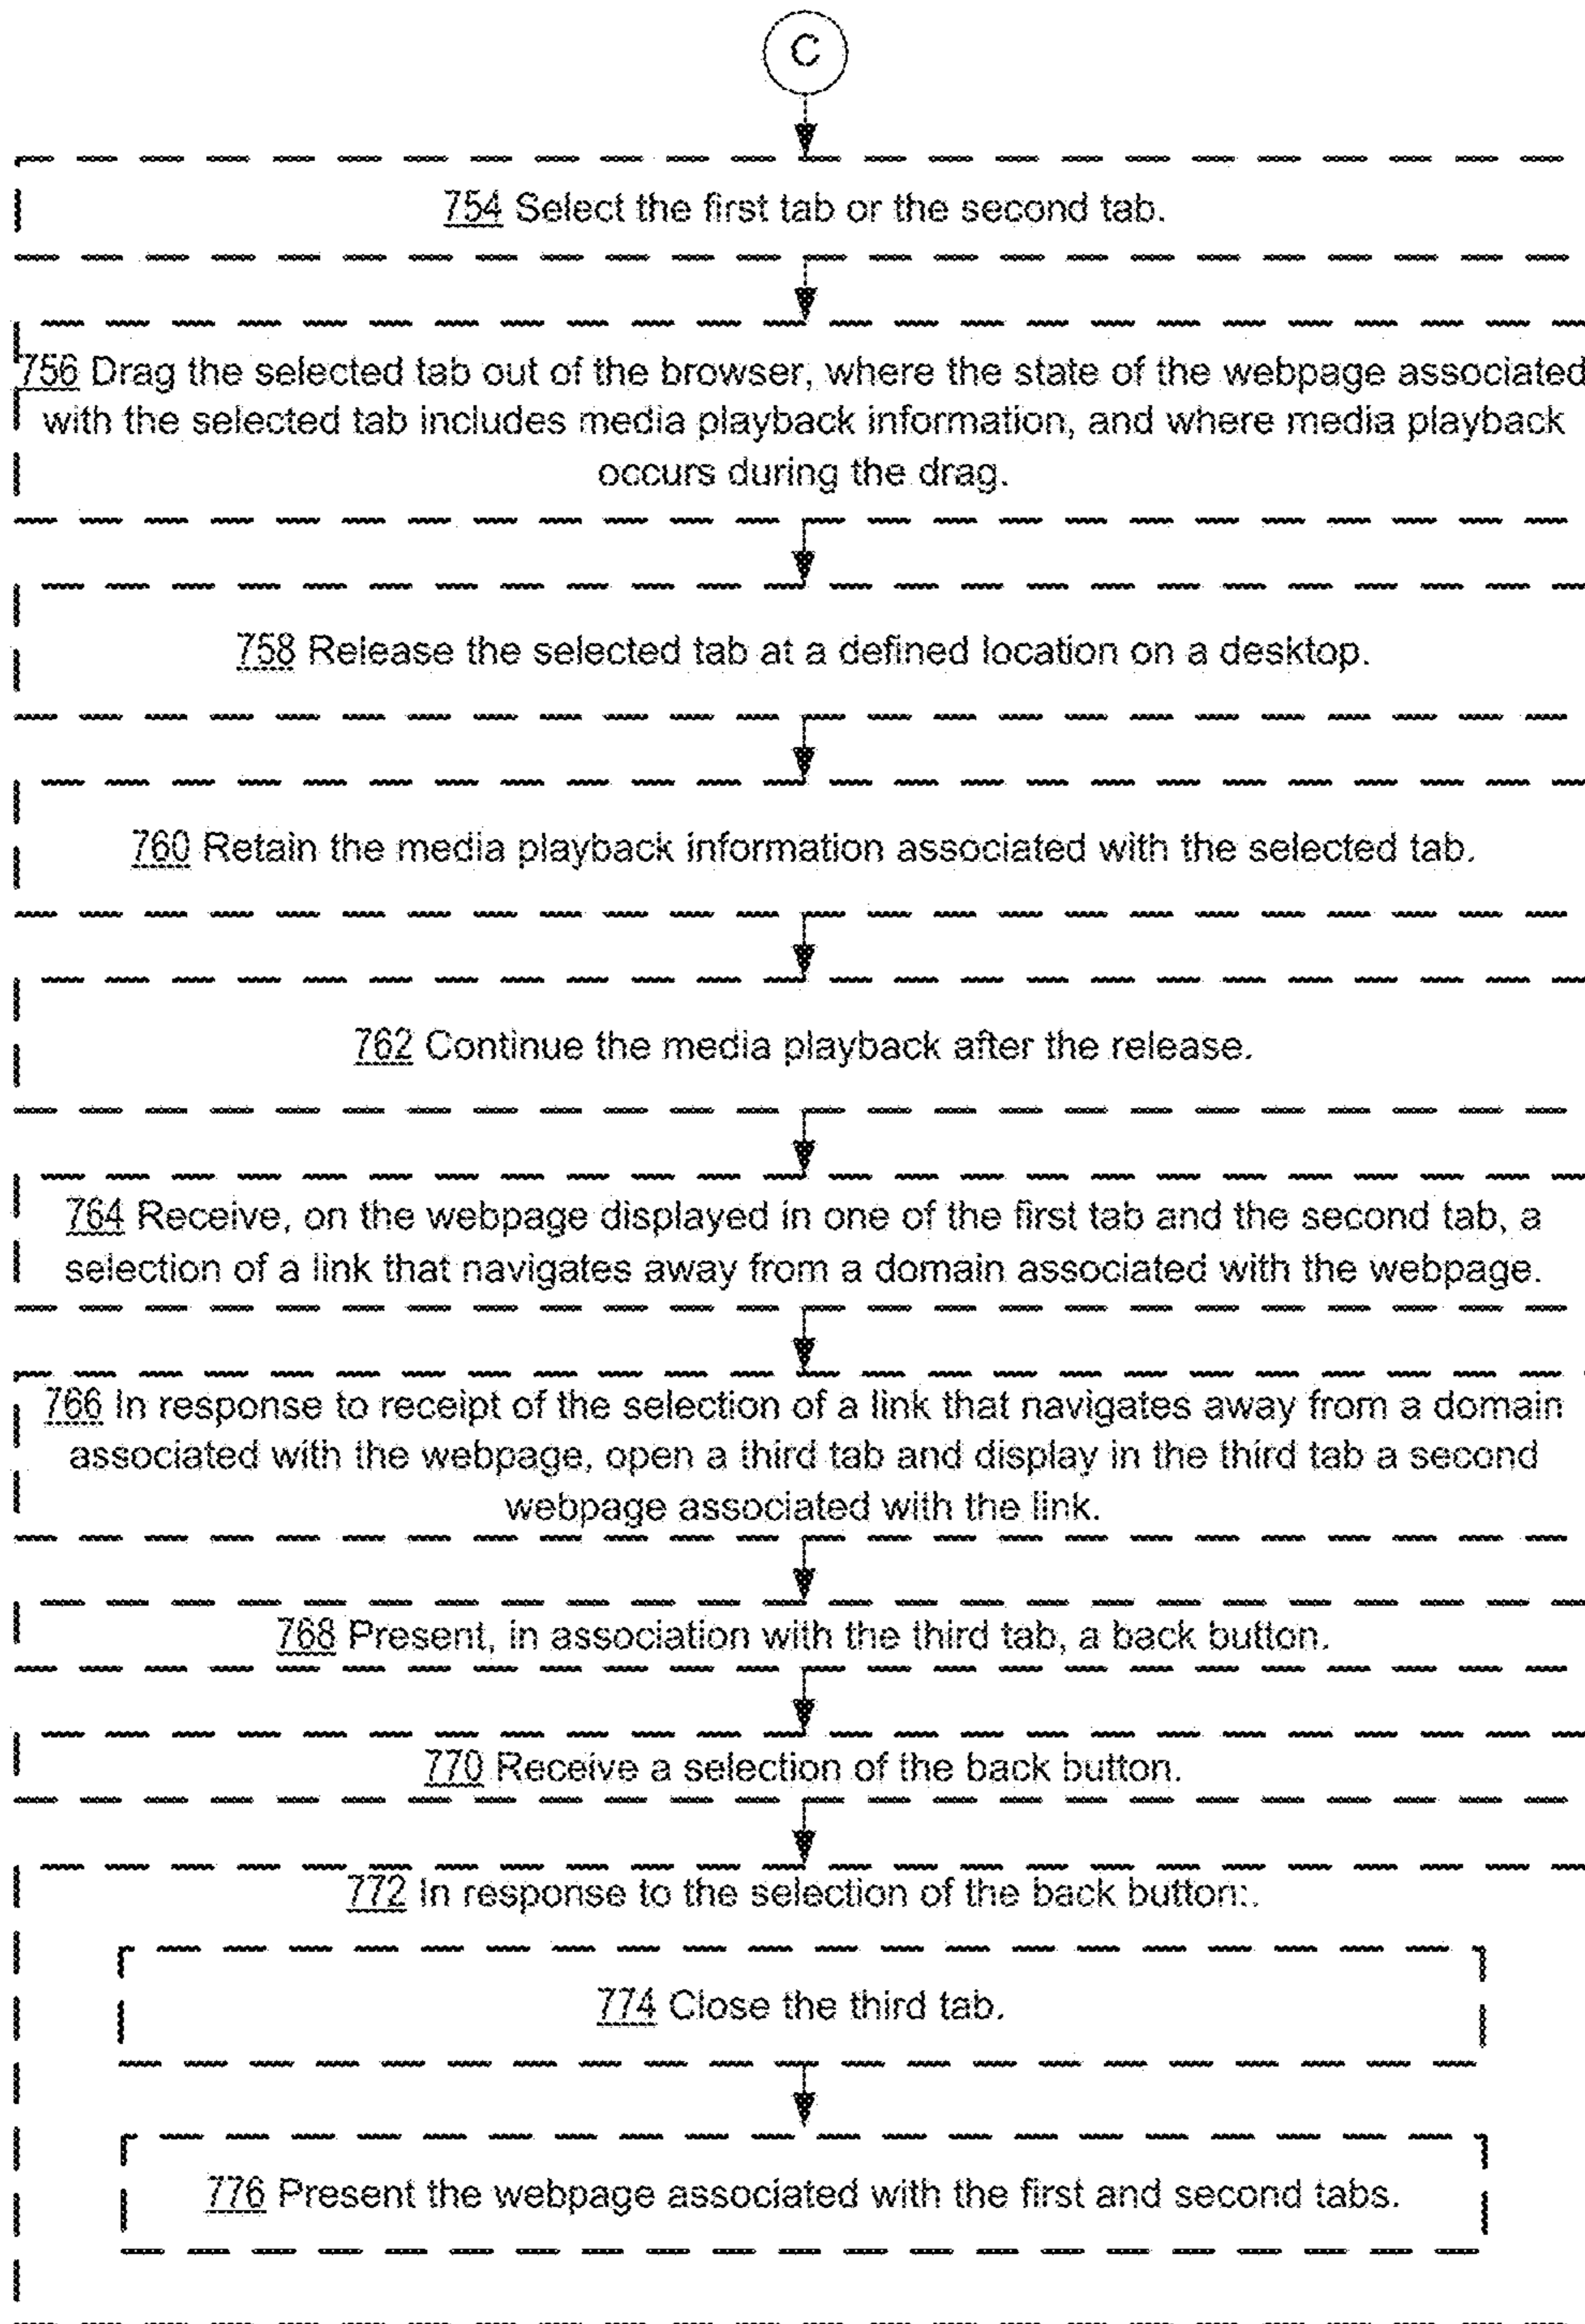 C
754 Select the first tab or the second tab.
756 Drag the selected tab out of the browser, where the state of the webpage associated
with the selected tab includes media playback information, and where media playback
occurs during the drag.
758 Release the selected tab at a defined location on a desktop.
760 Retain the media playback information associated with the selected tab.
762 Continue the media playback after the release.
764 Receive, on the webpage displayed in one of the first tab and the second tab, a
selection of a link that navigates away from a domain associated with the webpage.
766 In response to receipt of the selection of a link that navigates away from a domain
associated with the webpage, open a third tab and display in the third tab a second
webpage associated with the link.
768 Present, in association with the third tab, a back button.
770 Receive a selection of the back button.
772 In response to the selection of the back button:.
774 Close the third tab.
776 Present the webpage associated with the first and second tabs.